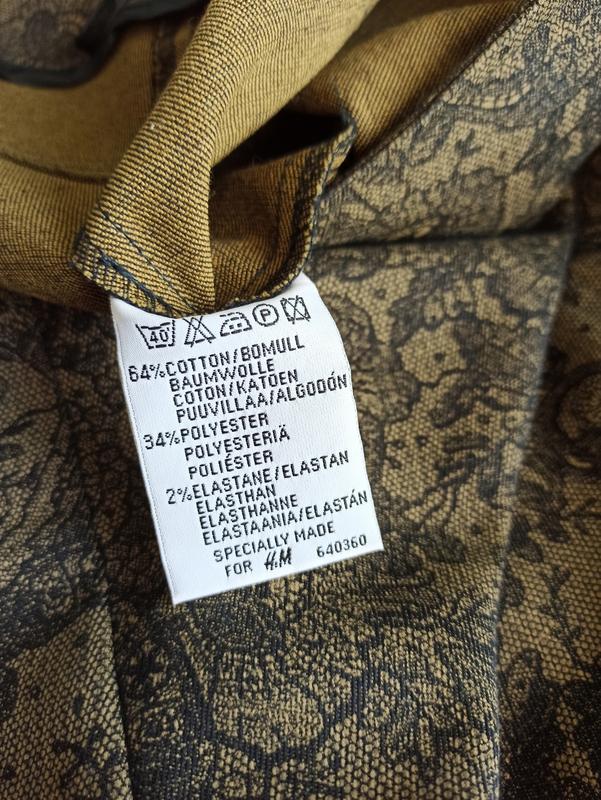 40
P
64% COTTON/BOMULL
BAUMWOLLE
COTON/KATOEN
PUUVILLAA/ALGODÓN
34% POLYESTER
POLYESTERIÄ
POLIÉSTER
2% ELASTANE/ELASTAN
ELASTHAN
ELASTHANNE
ELASTAANIA/ELASTÁN
SPECIALLY MADE
FOR H&M 640360